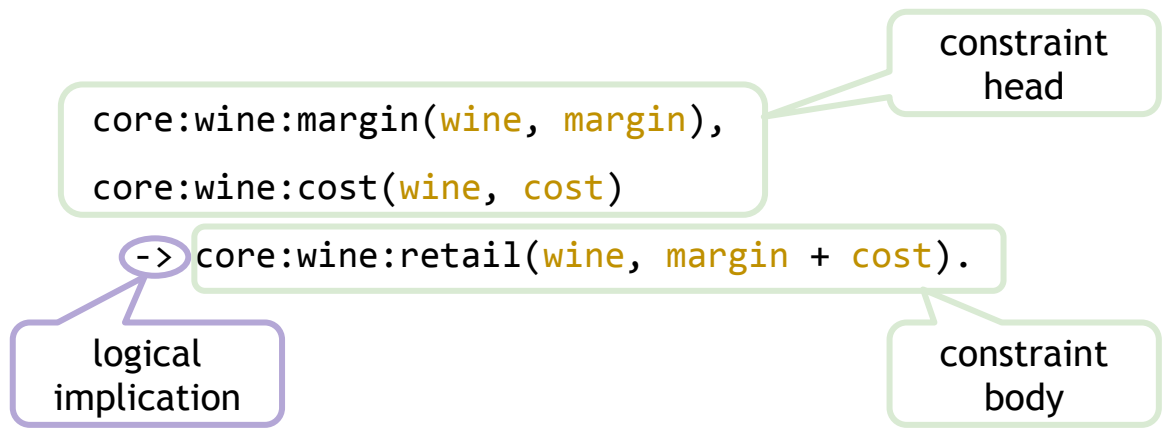 constraint
head
core:wine:margin(wine, margin),
core:wine:cost(wine, cost)
-> core:wine:retail(wine, margin + cost).
logical
implication
constraint
body